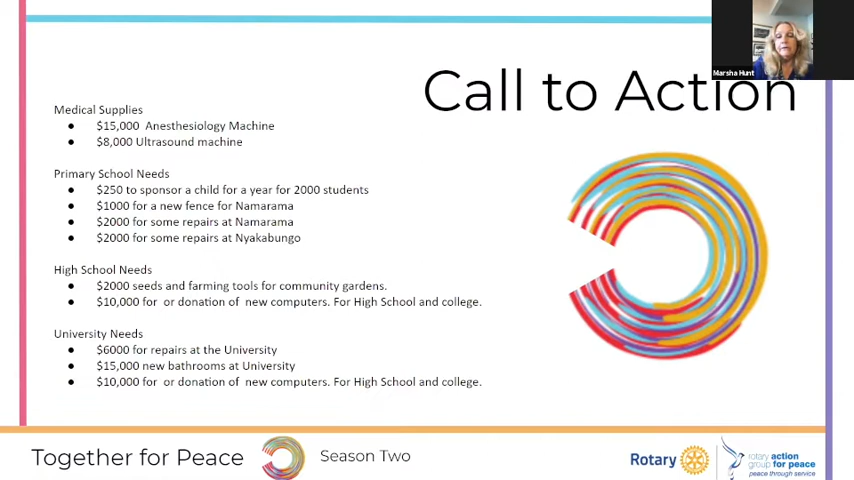 Marsha Hunt
Call to Action
Medical Supplies
● $15,000 Anesthesiology Machine
● $8,000 Ultrasound machine
Primary School Needs
● $250 to sponsor a child for a year for 2000 students
● $1000 for a new fence for Namarama
● $2000 for some repairs at Namarama
● $2000 for some repairs at Nyakabungo
High School Needs
● $2000 seeds and farming tools for community gardens.
● $10,000 for or donation of new computers. For High School and college.
University Needs
● $6000 for repairs at the University
● $15,000 new bathrooms at University
● $10,000 for or donation of new computers. For High School and college.
Together for Peace
Season Two
Rotary
rotary action
group for peace
peace through service